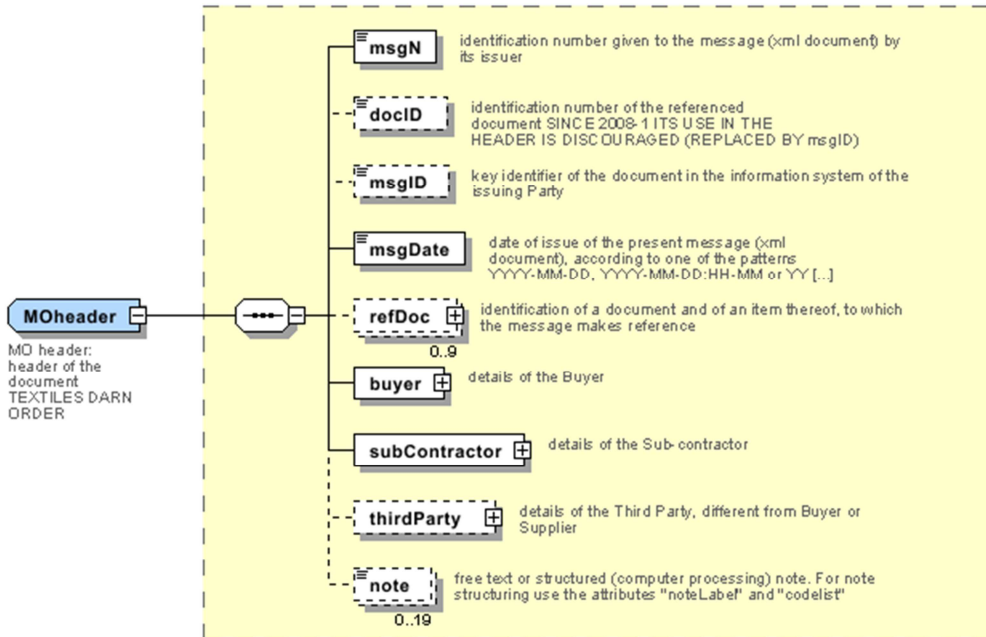 msgN
identification number given to the message (xml document) by
its issuer
docID
identification number of the referenced
document SINCE 2008-1 ITS USE IN THE
HEADER IS DISCOURAGED (REPLACED BY msgID)
msgID
key identifier of the document in the information system of the
issuing Party
msgDate
date of issue of the present message (xml
document), according to one of the patterns
YYYY-MM-DD, YYYY-MM-DD:HH-MM or YY [...]
MOheader
MO header:
header of the
document
TEXTILES DARN
ORDER
refDoc
identification of a document and of an item thereof, to which
the message makes reference
0..9
buyer
details of the Buyer
subContractor
details of the Sub-contractor
thirdParty
details of the Third Party, different from Buyer or
Supplier
note
free text or structured (computer processing) note. For note
structuring use the attributes "noteLabel" and "codelist"
0..19